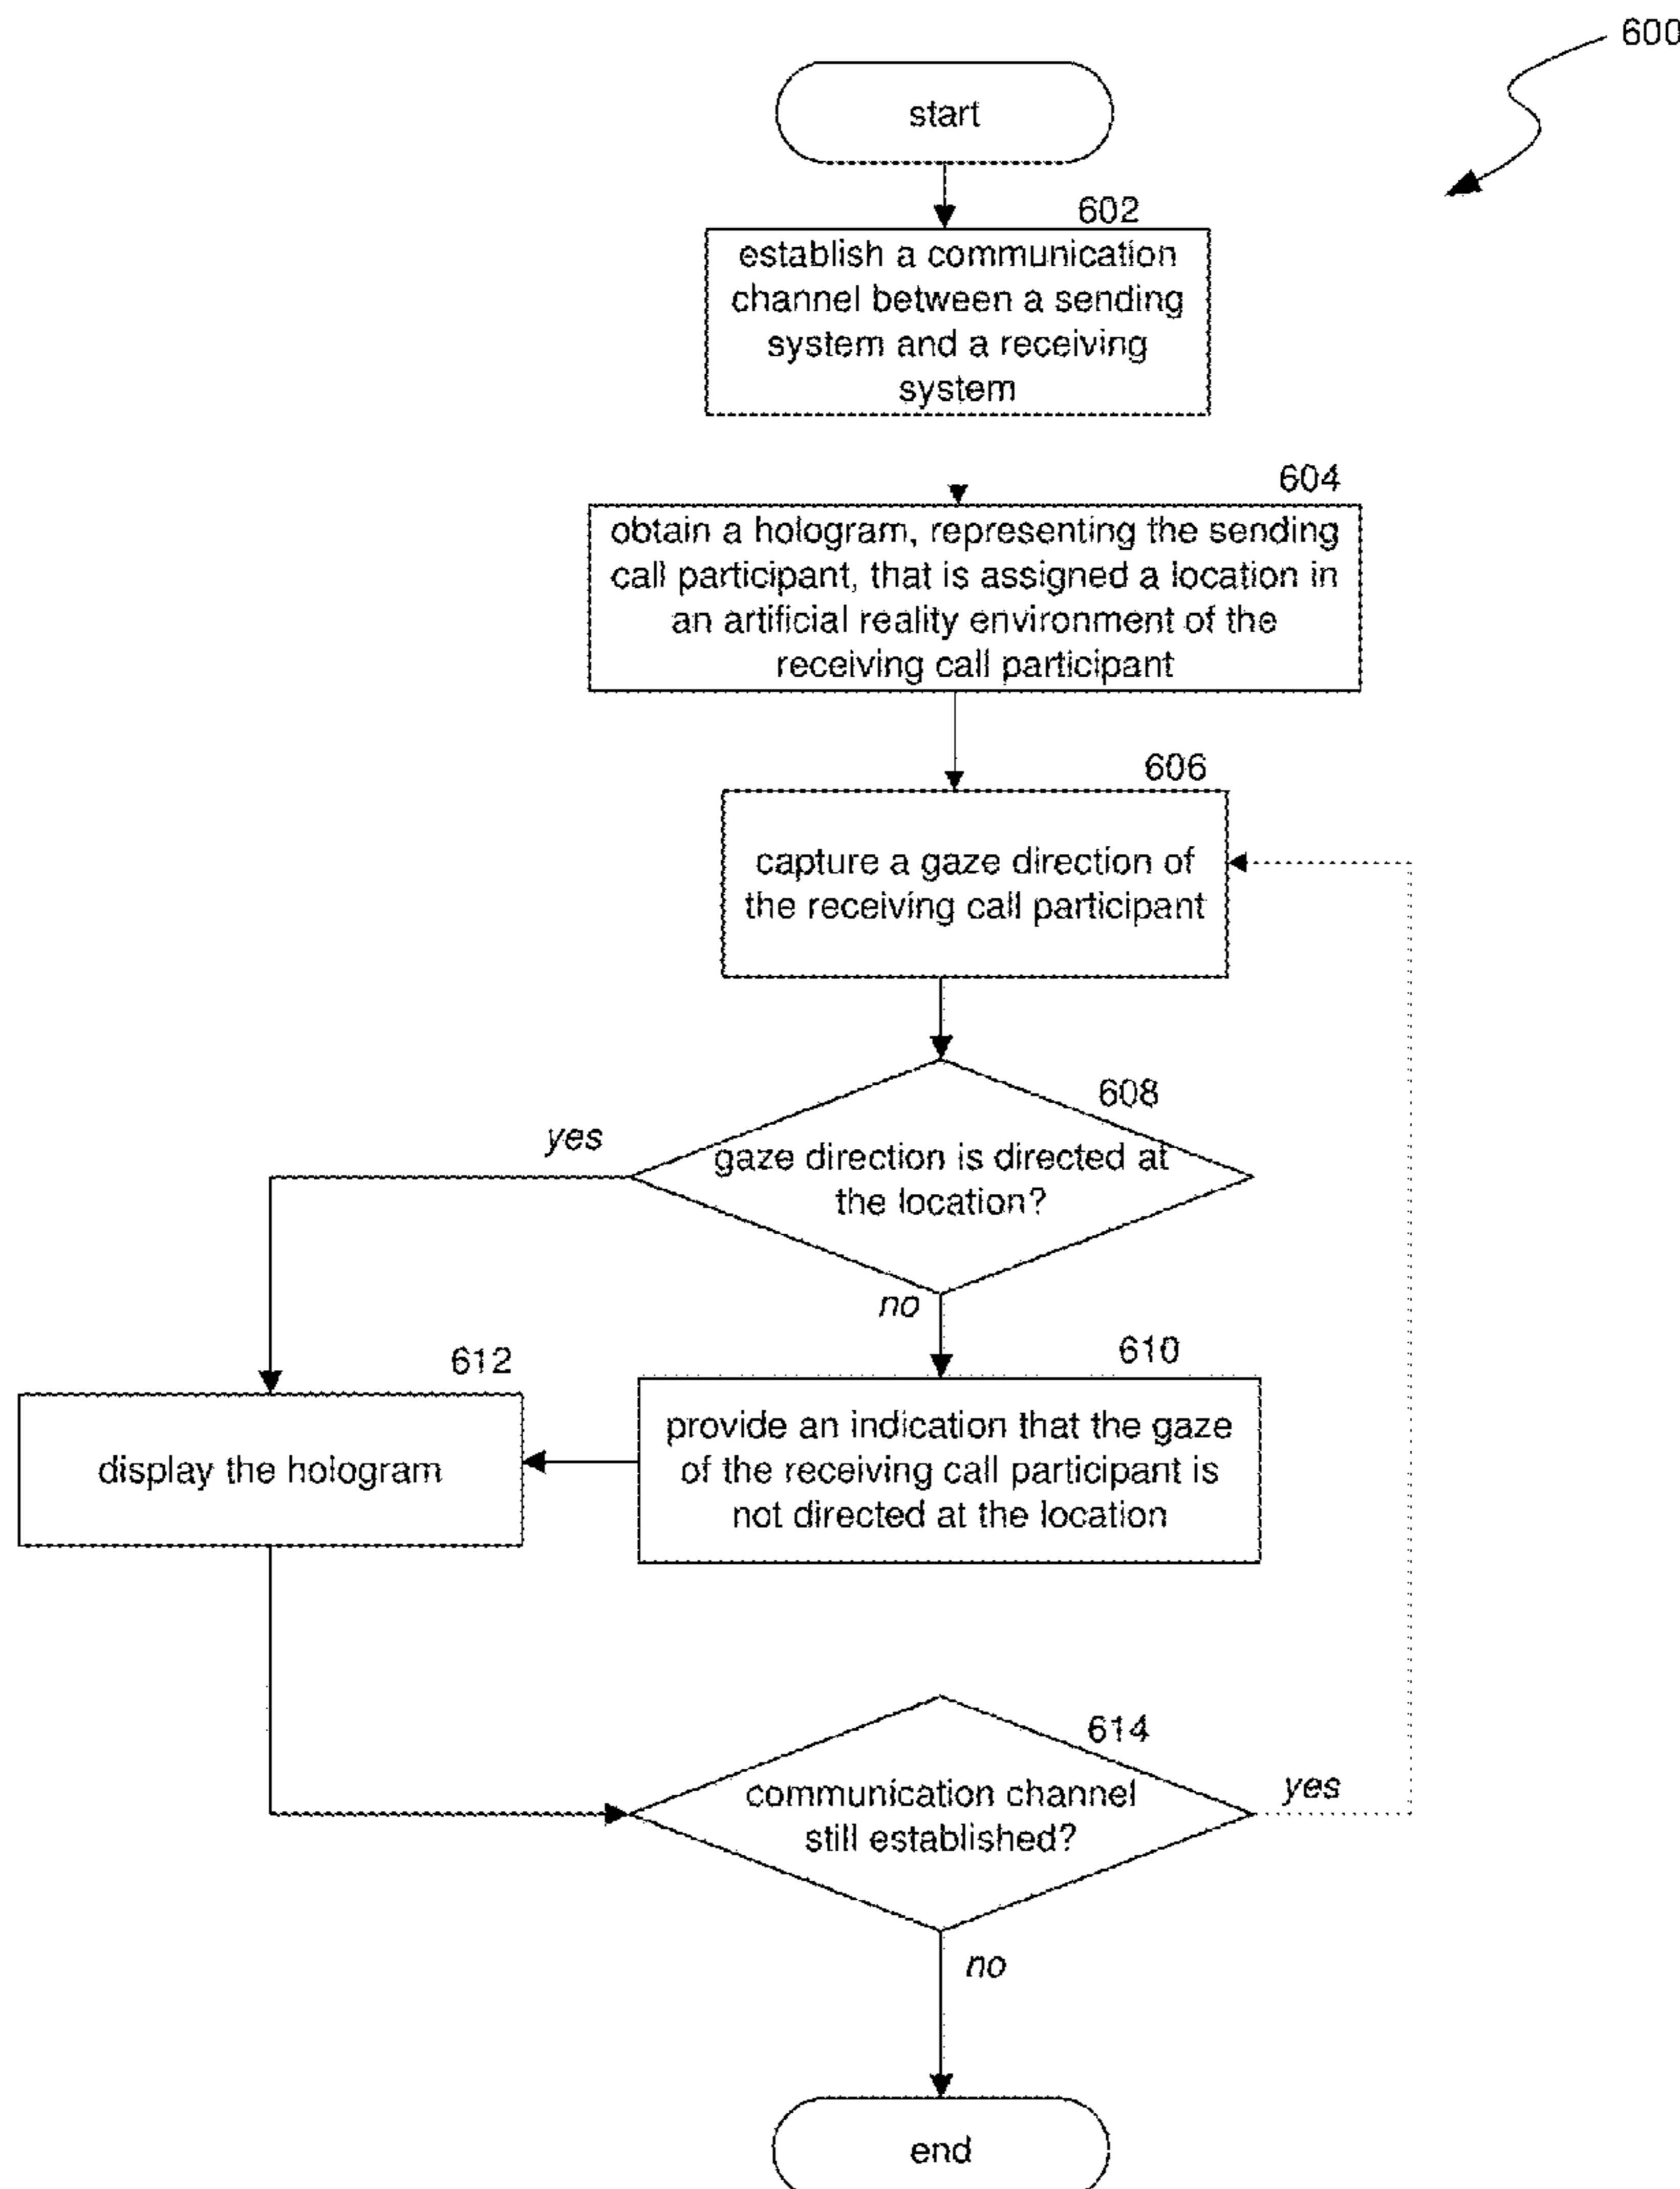 600
start
602
establish a communication
channel between a sending
system and a receiving
system
604
obtain a hologram, representing the sending
call participant, that is assigned a location in
an artificial reality environment of the
receiving call participant
606
capture a gaze direction of
the receiving call participant
608
yes
gaze direction is directed at
the location?
no
610
612
provide an indication that the gaze
of the receiving call participant is
not directed at the location
display the hologram
614
communication channel
still established?
yes
no
end